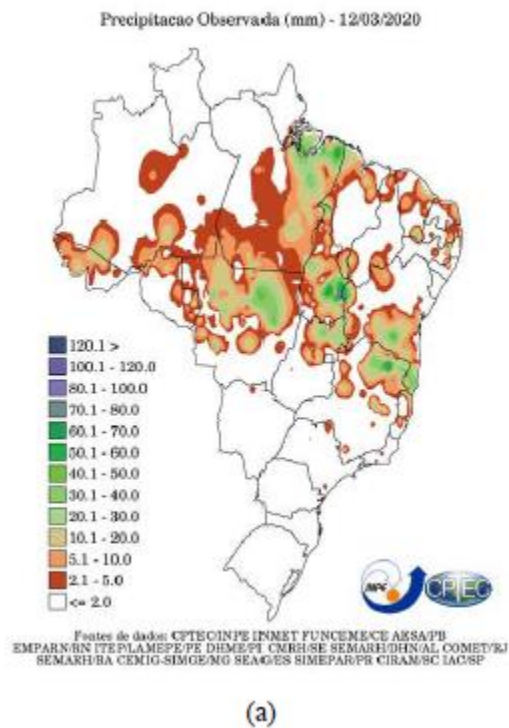 Precipitacao Observada (mm) - 12/03/2020
120.1 >
100.1 - 120.0
80.1 - 100.0
70.1 - 80.0
60.1 - 70.0
50.1 - 60.0
40.1 - 50.0
30.1 - 40.0
20.1 - 30.0
10.1 - 20.0
5.1 - 10.0
2.1 - 5.0
<= 2.0
INPE CPTEC
Fontes de dados: CPTEC/INPE INMET FUNCEME/CE AESA/PB
EMPARN/RN ITEP/LAMEPE/PE DHME/PI CMRH/SE SEMARH/DHN/AL COMET/RJ
SEMARH/BA CEMIG-SIMGE/MG SEAG/ES SIMEPAR/PR CIRAM/SC IAC/SP
(a)